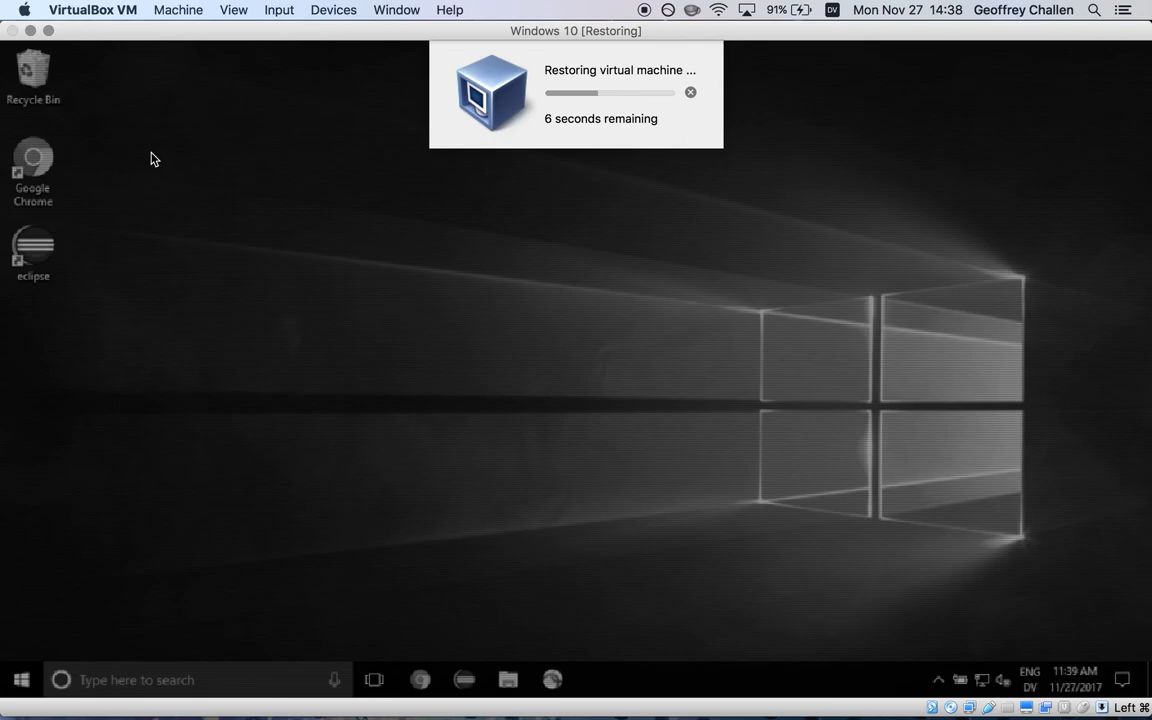 VirtualBox VM Machine View Input Devices Window Help 91% DV Mon Nov 27 14:38 Geoffrey Challen
Windows 10 [Restoring]
Restoring virtual machine ...
6 seconds remaining
Recycle Bin
Google
Chrome
eclipse
Type here to search
ENG
DV
11:39 AM
11/27/2017
Left ⌘